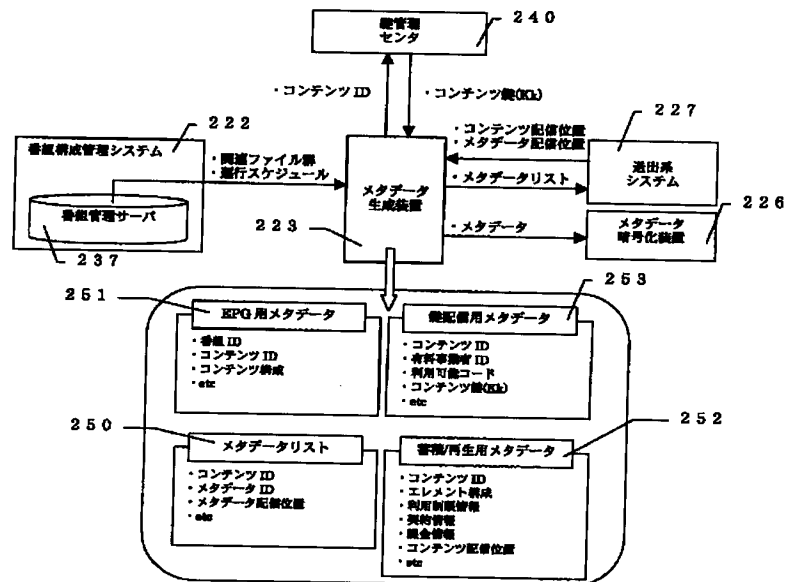 鍵管理
センタ
240
・コンテンツID
・コンテンツ鍵(Kk)
222
番組構成管理システム
・関連ファイル群
・運行スケジュール
番組管理サーバ
237
メタデータ
生成装置
223
・コンテンツ配信位置
・メタデータ配信位置
227
送出系
システム
・メタデータリスト
・メタデータ
メタデータ
暗号化装置
226
251
EPG用メタデータ
・番組ID
・コンテンツID
・コンテンツ構成
・etc
253
鍵配信用メタデータ
・コンテンツID
・有料事業者ID
・利用可能コード
・コンテンツ鍵(Kk)
・etc
250
メタデータリスト
・コンテンツID
・メタデータID
・メタデータ配信位置
・etc
252
蓄積/再生用メタデータ
・コンテンツID
・エレメント構成
・利用制限情報
・契約情報
・課金情報
・コンテンツ配信位置
・etc